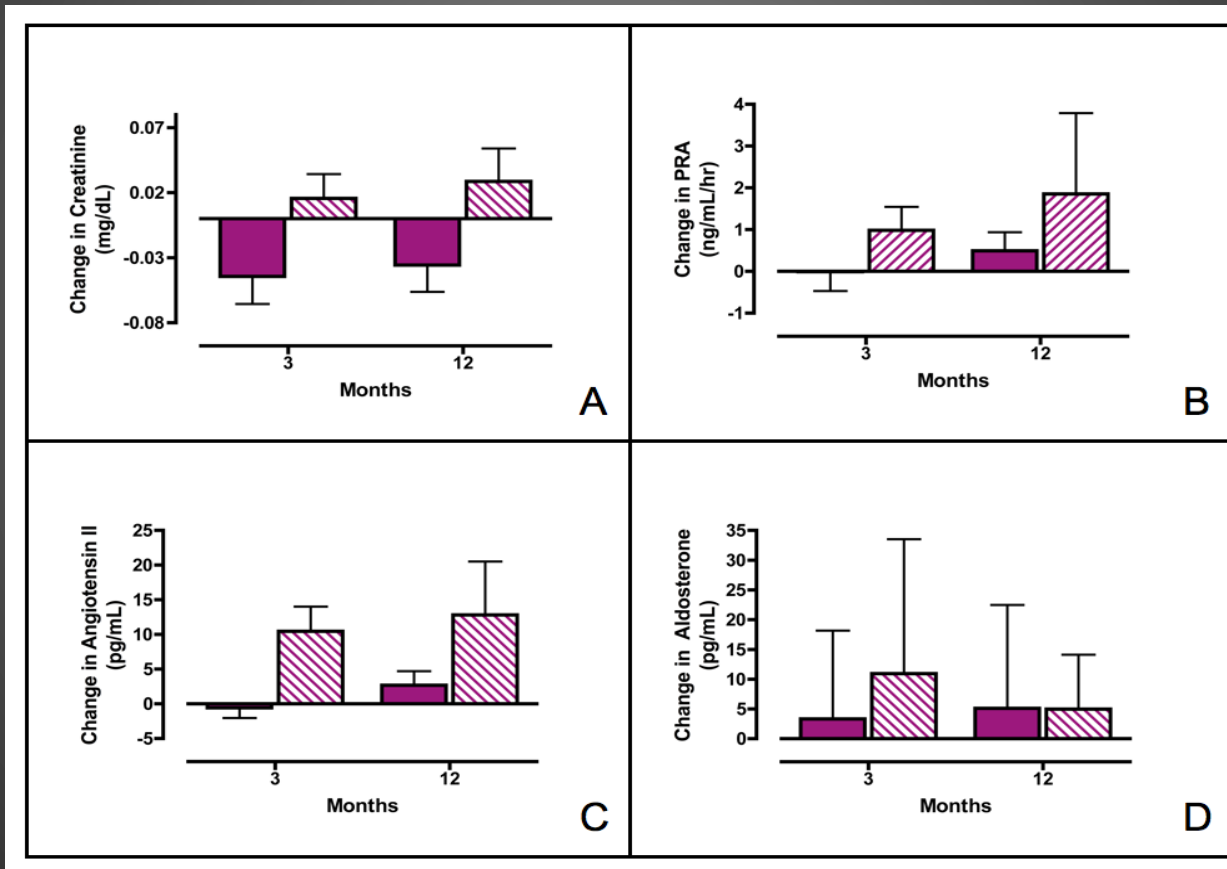 Change in Creatinine
(mg/dL)
0.07
0.02
-0.03
-0.08
3
12
Months
A
Change in PRA
(ng/mL/hr)
4
3
2
1
0
-1
3
12
Months
B
Change in Angiotensin II
(pg/mL)
25
20
15
10
5
0
-5
3
12
Months
C
Change in Aldosterone
(pg/mL)
35
30
25
20
15
10
5
0
3
12
Months
D